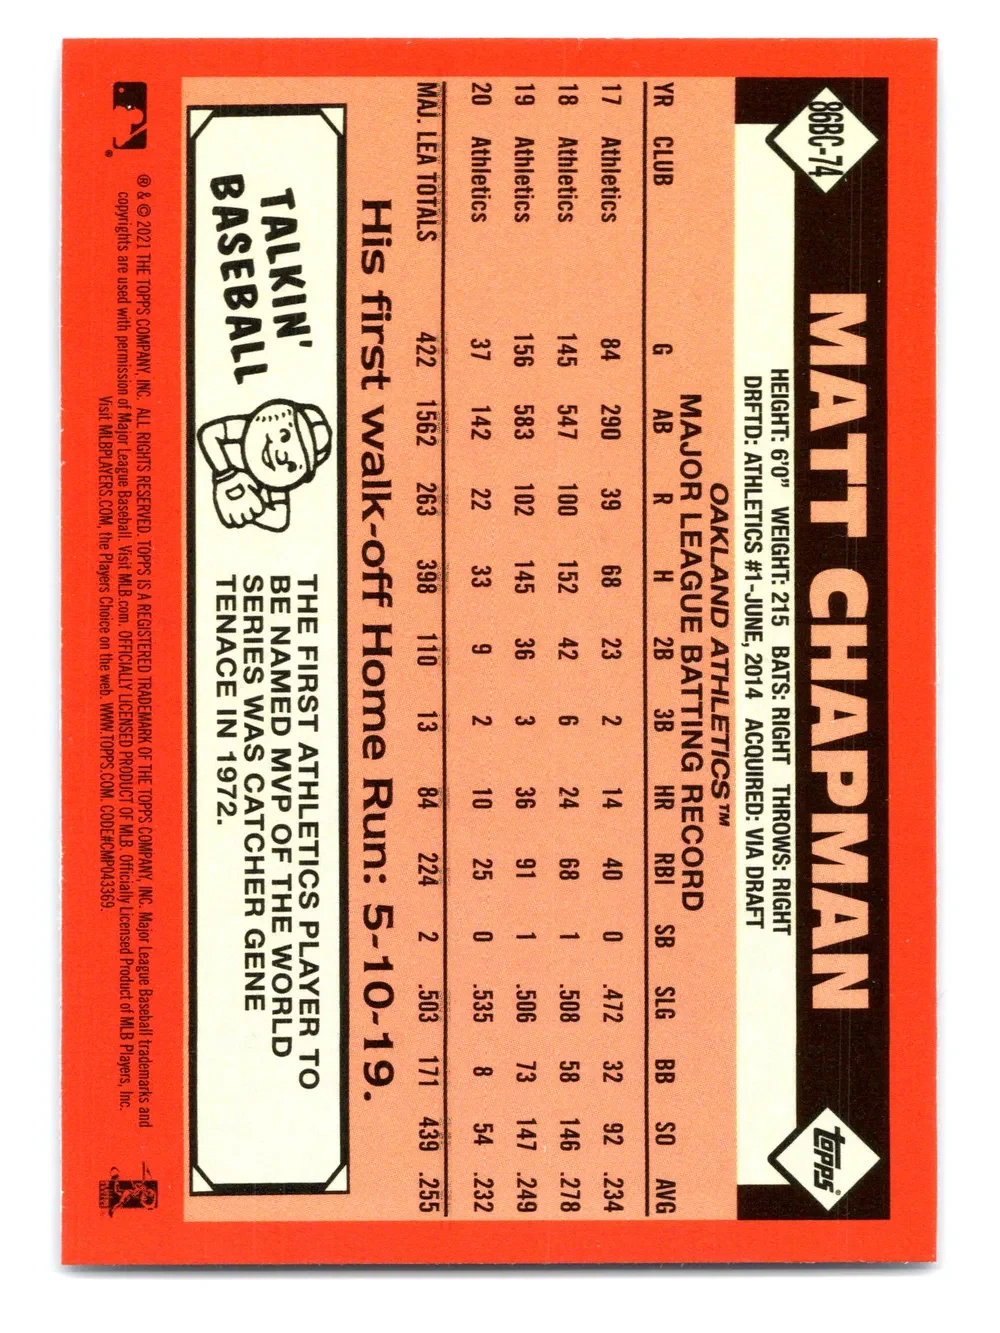 86BC-74
MATT CHAPMAN
topps®
HEIGHT: 6'0" WEIGHT: 215 BATS: RIGHT THROWS: RIGHT
DRFTD: ATHLETICS #1-JUNE, 2014 ACQUIRED: VIA DRAFT
OAKLAND ATHLETICS™
MAJOR LEAGUE BATTING RECORD
YR CLUB G AB R H 2B 3B HR RBI SB SLG BB SO AVG
17 Athletics 84 290 39 68 23 2 14 40 0 .472 32 92 .234
18 Athletics 145 547 100 152 42 6 24 68 1 .508 58 146 .278
19 Athletics 156 583 102 145 36 3 36 91 1 .506 73 147 .249
20 Athletics 37 142 22 33 9 2 10 25 0 .535 8 54 .232
MAJ. LEA TOTALS 422 1562 263 398 110 13 84 224 2 .503 171 439 .255
His first walk-off Home Run: 5-10-19.
TALKIN'
BASEBALL
D
THE FIRST ATHLETICS PLAYER TO
BE NAMED MVP OF THE WORLD
SERIES WAS CATCHER GENE
TENACE IN 1972.
® & © 2021 THE TOPPS COMPANY, INC. ALL RIGHTS RESERVED. TOPPS IS A REGISTERED TRADEMARK OF THE TOPPS COMPANY, INC. Major League Baseball trademarks and
copyrights are used with permission of Major League Baseball. Visit MLB.com. OFFICIALLY LICENSED PRODUCT OF MLB. Officially Licensed Product of MLB Players, Inc.
Visit MLBPLAYERS.COM, the Players Choice on the web. WWW.TOPPS.COM. CODE#CMP043369.